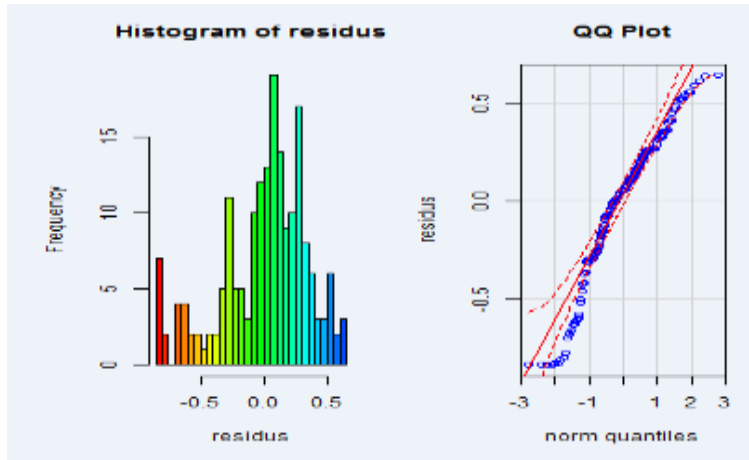 Histogram of residus
Frequency
0
5
10
15
-0.5
0.0
0.5
residus
QQ Plot
residus
-0.5
0.0
0.5
-3
-1
1
2
3
norm quantiles